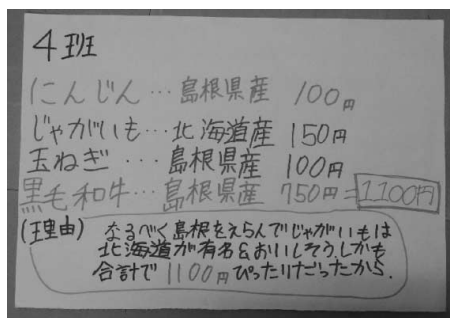 4班
にんじん…島根県産 100円
じゃがいも…北海道産 150円
玉ねぎ・・・島根県産 100円
黒毛和牛…島根県産 750円=1100円
(理由) なるべく島根をえらんでじゃがいもは
北海道が有名&おいしそう。しかも
合計で1100円ぴったりだったから.